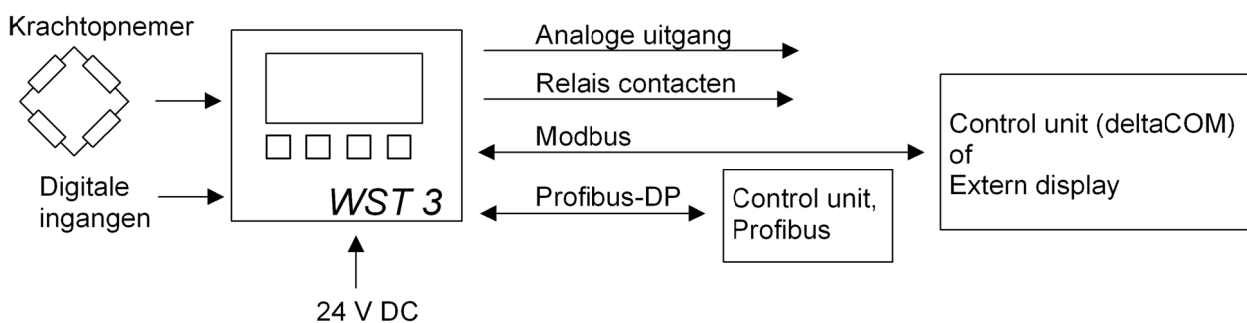 Krachtopnemer
Digitale
ingangen
WST 3
24 V DC
Analoge uitgang
Relais contacten
Modbus
Profibus-DP
Control unit,
Profibus
Control unit (deltaCOM)
of
Extern display